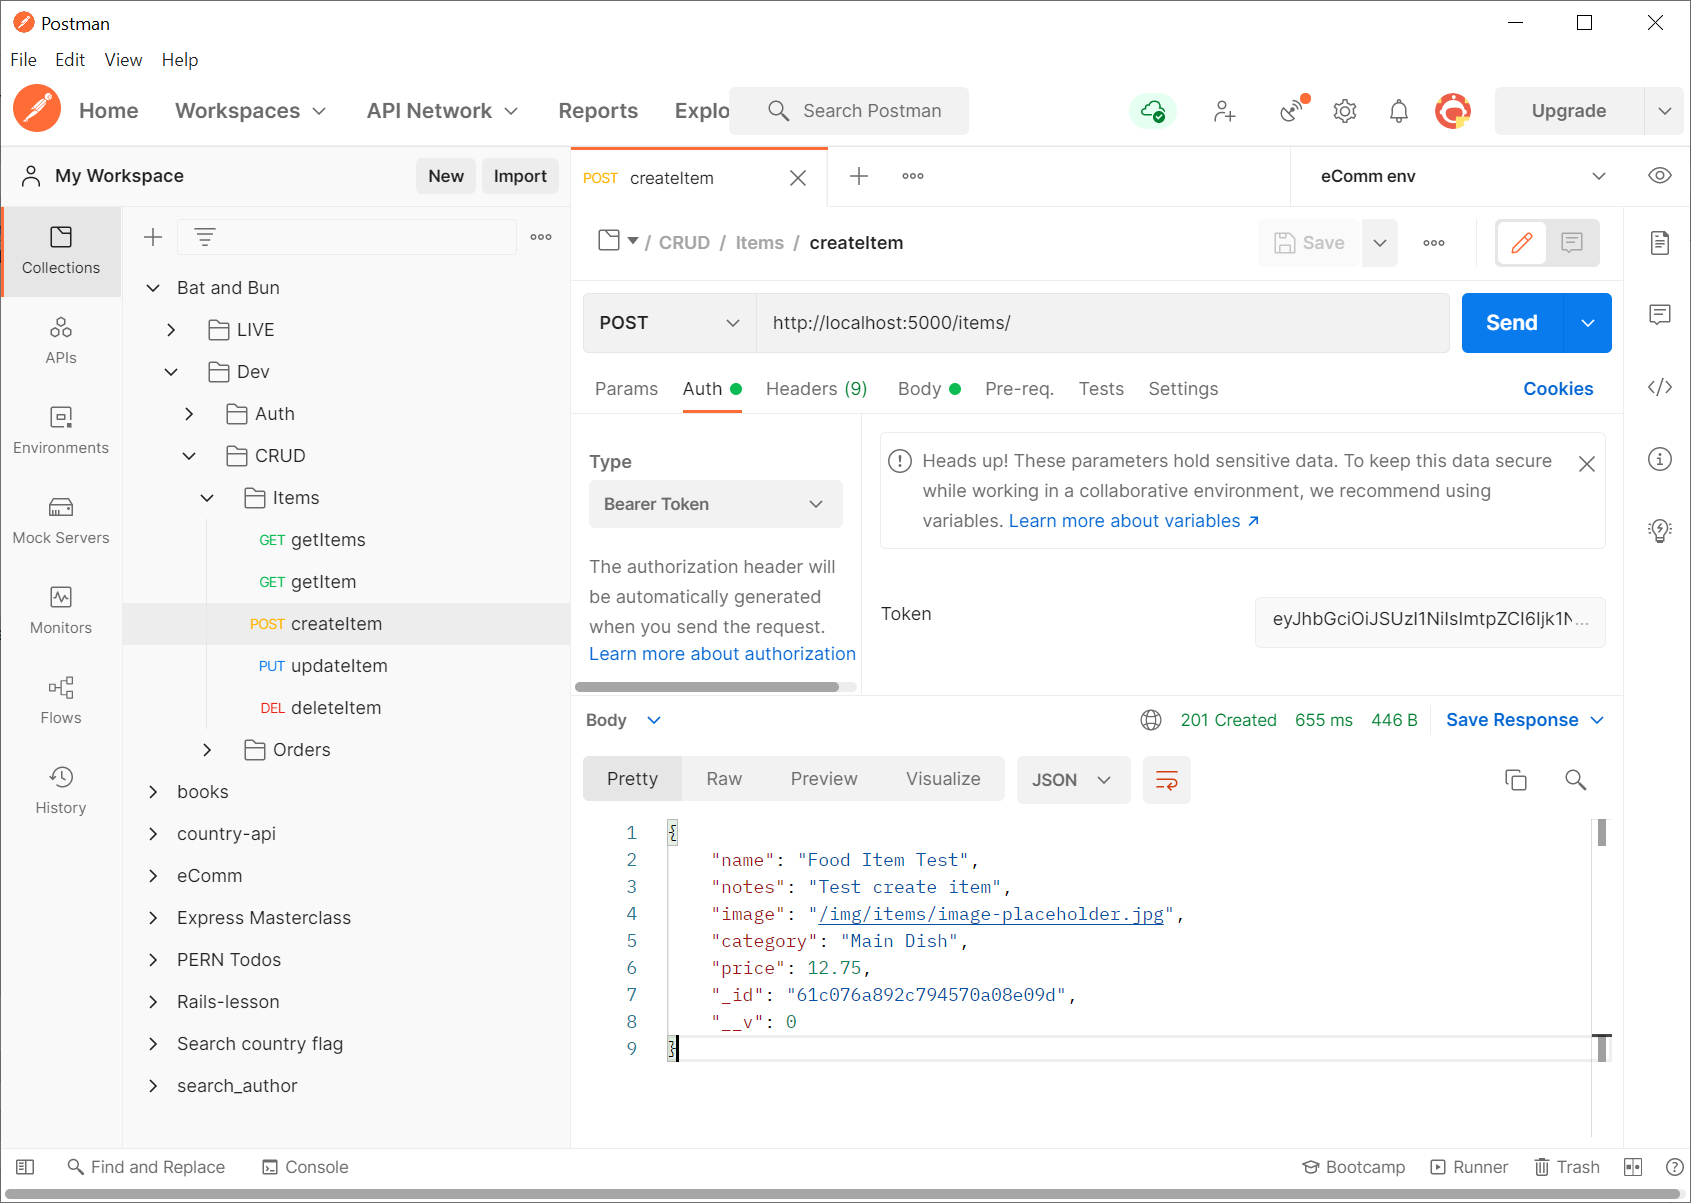 Postman
File Edit View Help
Home Workspaces API Network Reports Explo Search Postman Upgrade
My Workspace New Import
POST createItem
eComm env
Collections
APIs
Environments
Mock Servers
Monitors
Flows
History
Bat and Bun
LIVE
Dev
Auth
CRUD
Items
GET getItems
GET getItem
POST createItem
PUT updateItem
DEL deleteItem
Orders
books
country-api
eComm
Express Masterclass
PERN Todos
Rails-lesson
Search country flag
search_author
/ CRUD / Items / createItem
Save
POST http://localhost:5000/items/ Send
Params Auth Headers (9) Body Pre-req. Tests Settings Cookies
Type
Bearer Token
The authorization header will
be automatically generated
when you send the request.
Learn more about authorization
Heads up! These parameters hold sensitive data. To keep this data secure
while working in a collaborative environment, we recommend using
variables. Learn more about variables ↗
Token
eyJhbGciOiJSUzI1NiIsImtpZCI6Ijk1N...
Body 201 Created 655 ms 446 B Save Response
Pretty Raw Preview Visualize JSON
1 {
2 "name": "Food Item Test",
3 "notes": "Test create item",
4 "image": "/img/items/image-placeholder.jpg",
5 "category": "Main Dish",
6 "price": 12.75,
7 "_id": "61c076a892c794570a08e09d",
8 "__v": 0
9 }
Find and Replace Console Bootcamp Runner Trash